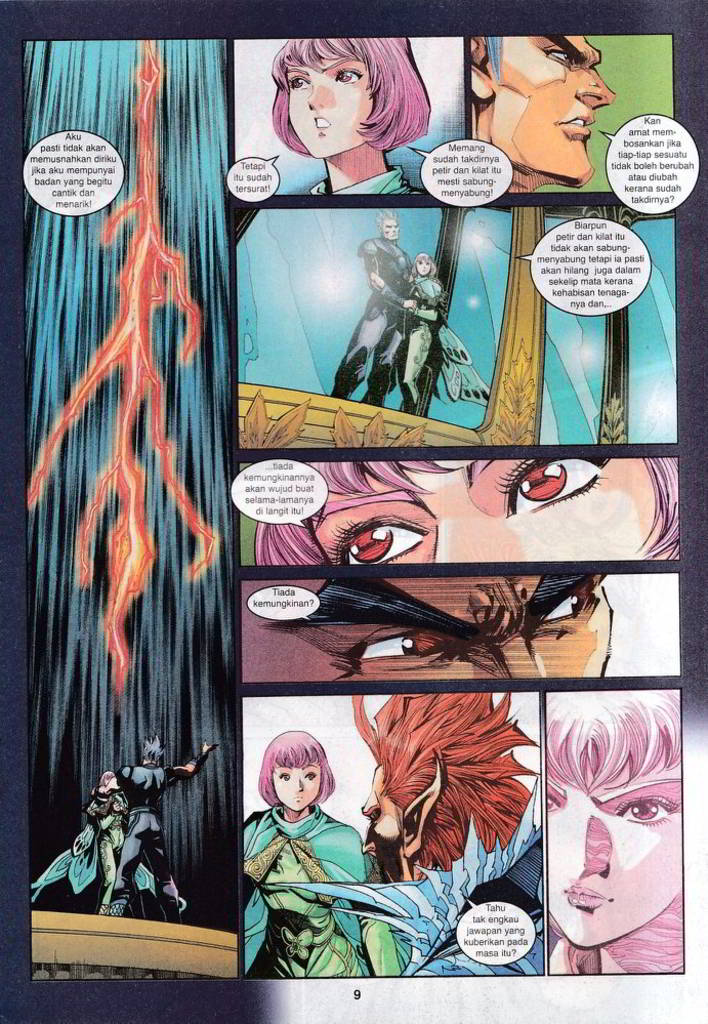 Aku
pasti tidak akan
memusnahkan diriku
jika aku mempunyai
badan yang begitu
cantik dan
menarik!
Tetapi
itu sudah
tersurat!
Memang
sudah takdirnya
petir dan kilat itu
mesti sabung-
menyabung!
Kan
amat mem-
bosankan jika
tiap-tiap sesuatu
tidak boleh berubah
atau diubah
kerana sudah
takdirnya?
Biarpun
petir dan kilat itu
tidak akan sabung-
menyabung tetapi ia pasti
akan hilang juga dalam
sekelip mata kerana
kehabisan tenaga-
nya dan,..
...tiada
kemungkinannya
akan wujud buat
selama-lamanya
di langit itu!
Tiada
kemungkinan?
Tahu
tak engkau
jawapan yang
kuberikan pada
masa itu?
9